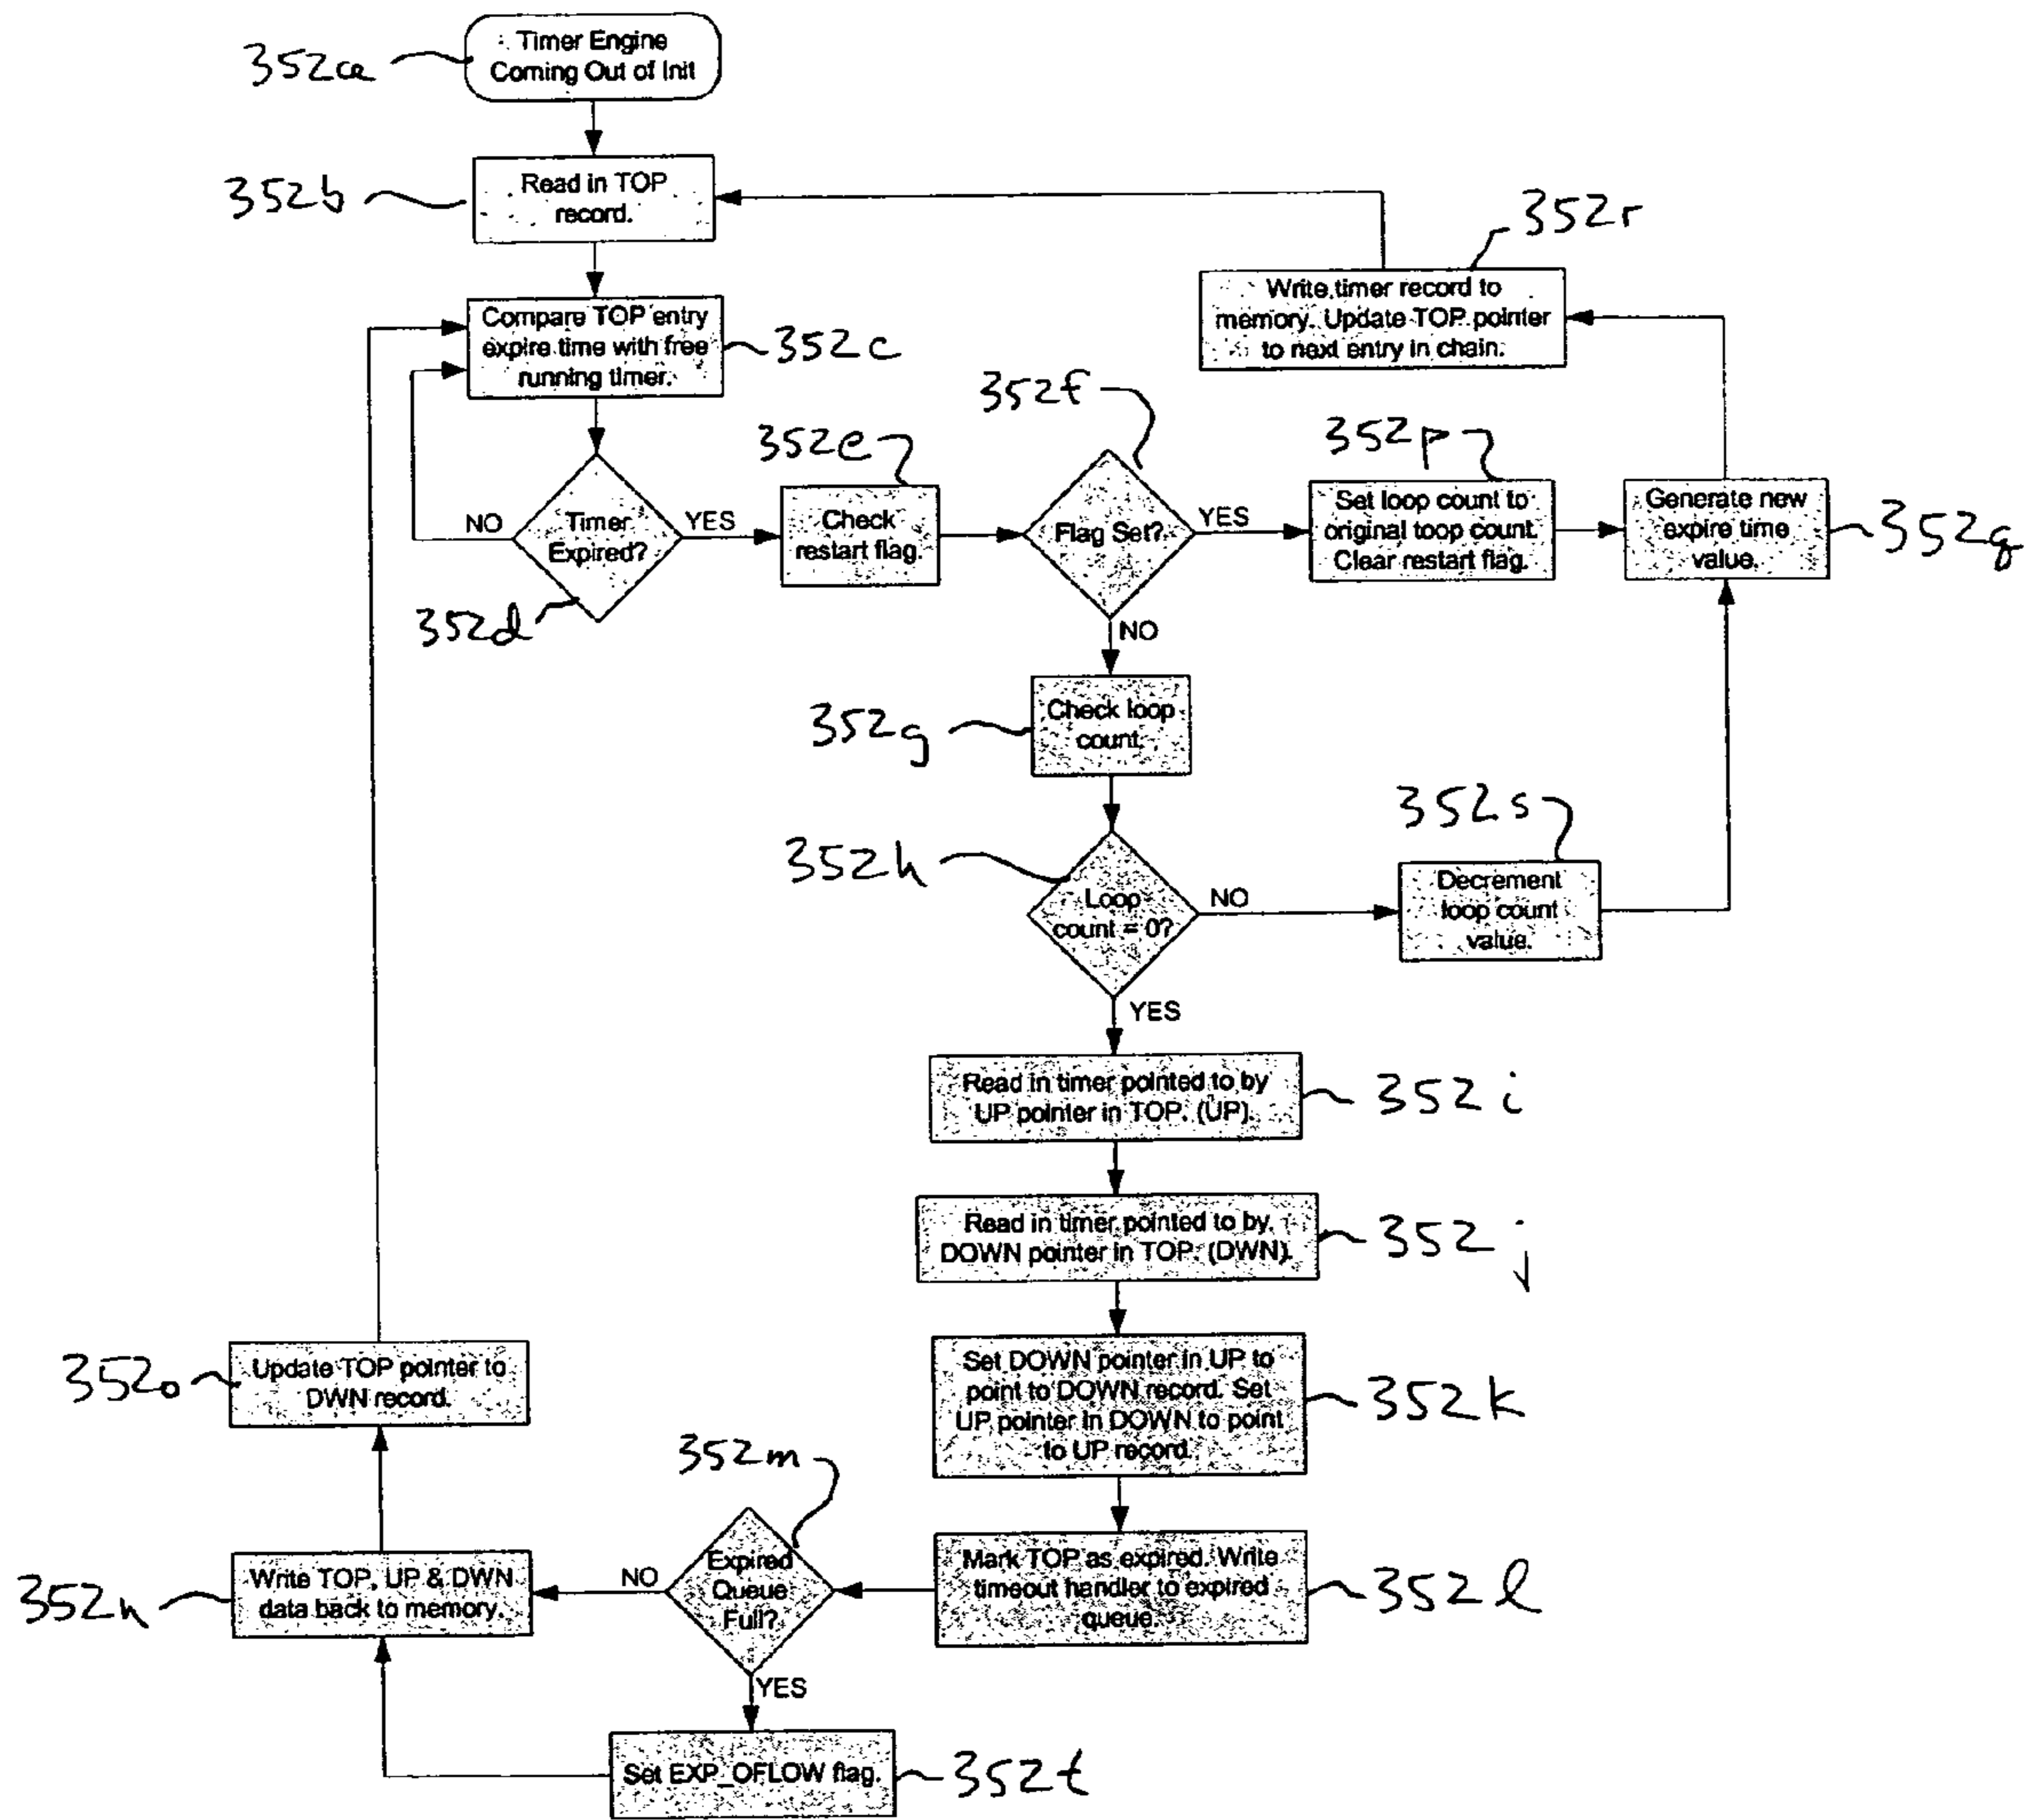 Timer Engine
Coming Out of Init
352a
Read in TOP
record.
352b
352r
Write timer record to
memory. Update TOP pointer
to next entry in chain.
Compare TOP entry
expire time with free
running timer.
352c
352f
352e
352p
Timer
Expired?
NO
YES
352d
Check
restart flag.
Flag Set?
YES
NO
Set loop count to
original loop count.
Clear restart flag.
Generate new
expire time
value.
352q
Check loop
count.
352g
352s
352h
Loop
count = 0?
NO
YES
Decrement
loop count
value.
Read in timer pointed to by
UP pointer in TOP. (UP).
352i
Read in timer pointed to by
DOWN pointer in TOP. (DWN).
352j
Set DOWN pointer in UP to
point to DOWN record. Set
UP pointer in DOWN to point
to UP record.
352k
Update TOP pointer to
DWN record.
352o
352m
Mark TOP as expired. Write
timeout handler to expired
queue.
352l
Expired
Queue
Full?
NO
YES
Write TOP, UP & DWN
data back to memory.
352n
Set EXP_OFLOW flag.
352t